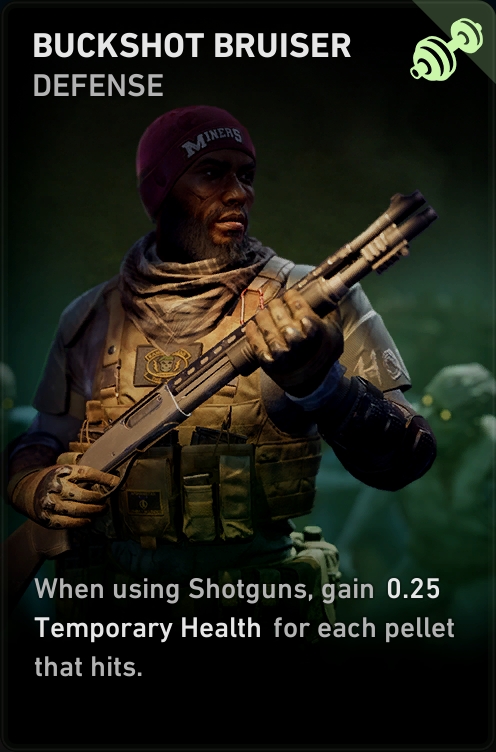 BUCKSHOT BRUISER
DEFENSE
MINERS
When using Shotguns, gain 0.25
Temporary Health for each pellet
that hits.